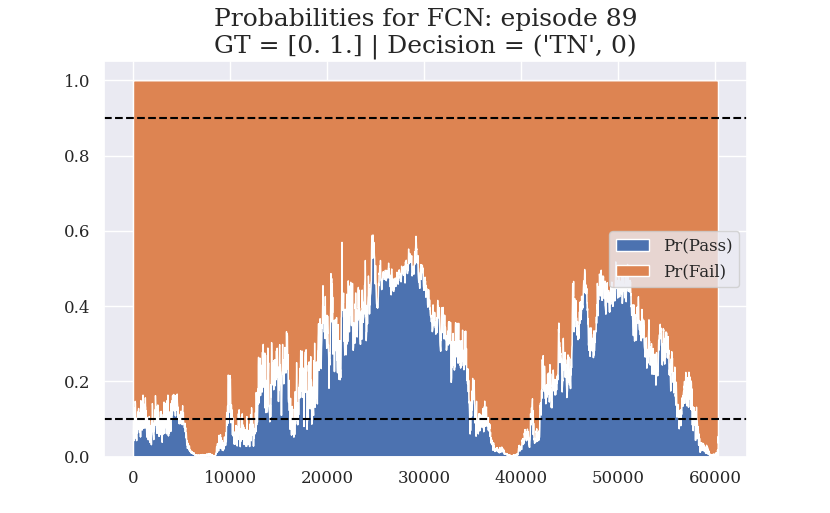 Probabilities for FCN: episode 89
GT = [0. 1.] | Decision = ('TN', 0)
1.0
0.8
0.6
0.4
0.2
0.0
Pr(Pass)
Pr(Fail)
0 10000 20000 30000 40000 50000 60000